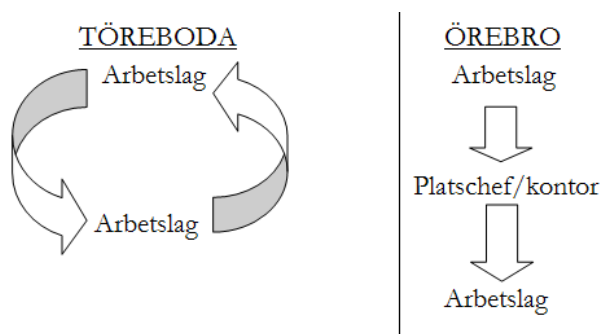 TÖREBODA
Arbetslag
Arbetslag
ÖREBRO
Arbetslag
Platschef/kontor
Arbetslag